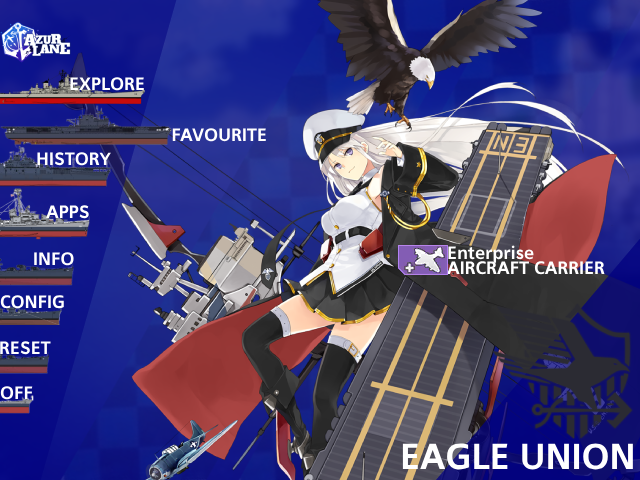 AZUR
LANE
EXPLORE
FAVOURITE
HISTORY
APPS
INFO
CONFIG
RESET
OFF
Enterprise
AIRCRAFT CARRIER
EAGLE UNION